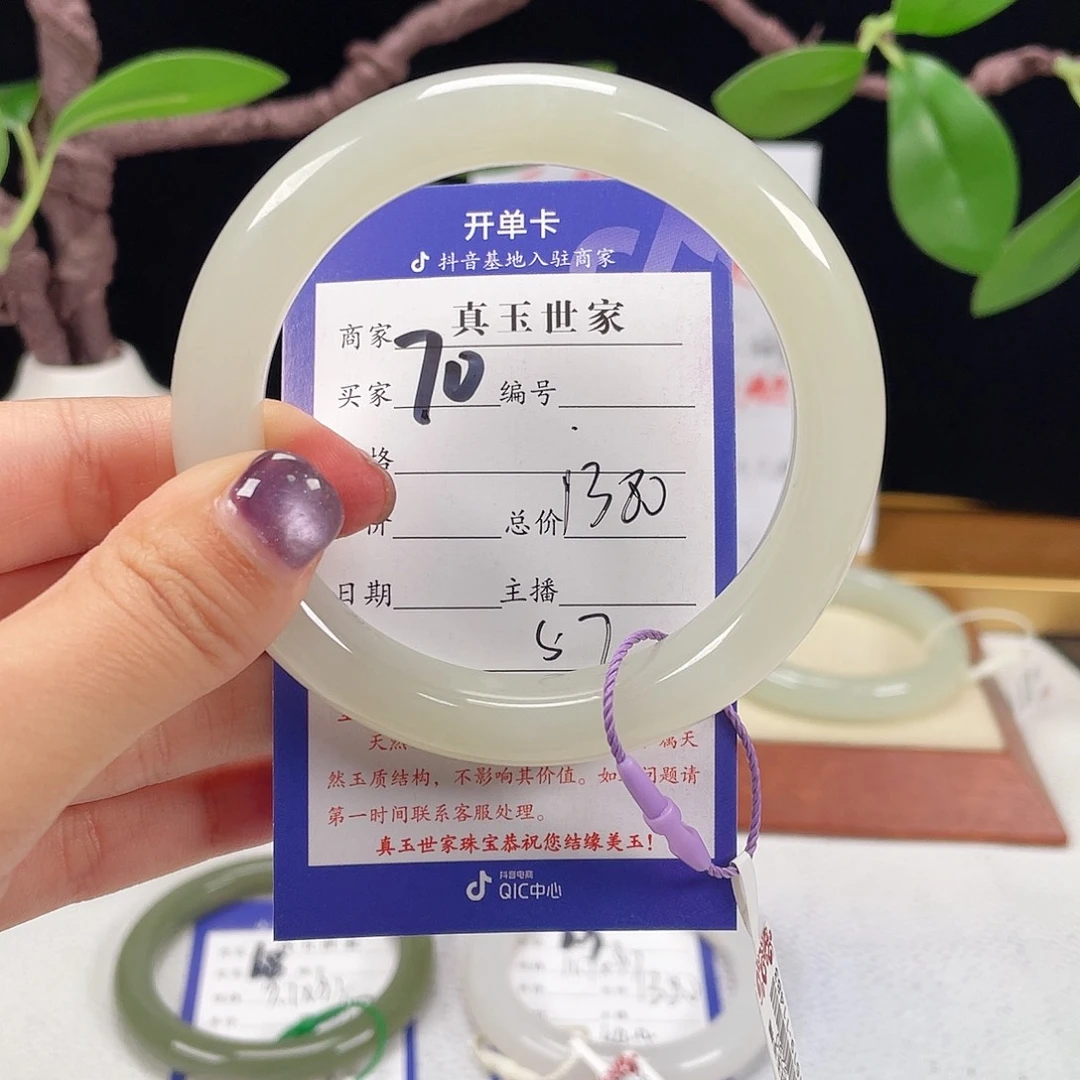 开单卡
抖音基地入驻商家
商家 真玉世家
买家 70 编号
格
价 总价 1380
日期 主播
57
天然
属天
然玉质结构，不影响其价值。如 问题请
第一时间联系客服处理。
真玉世家珠宝恭祝您结缘美玉！
抖音电商
QIC中心